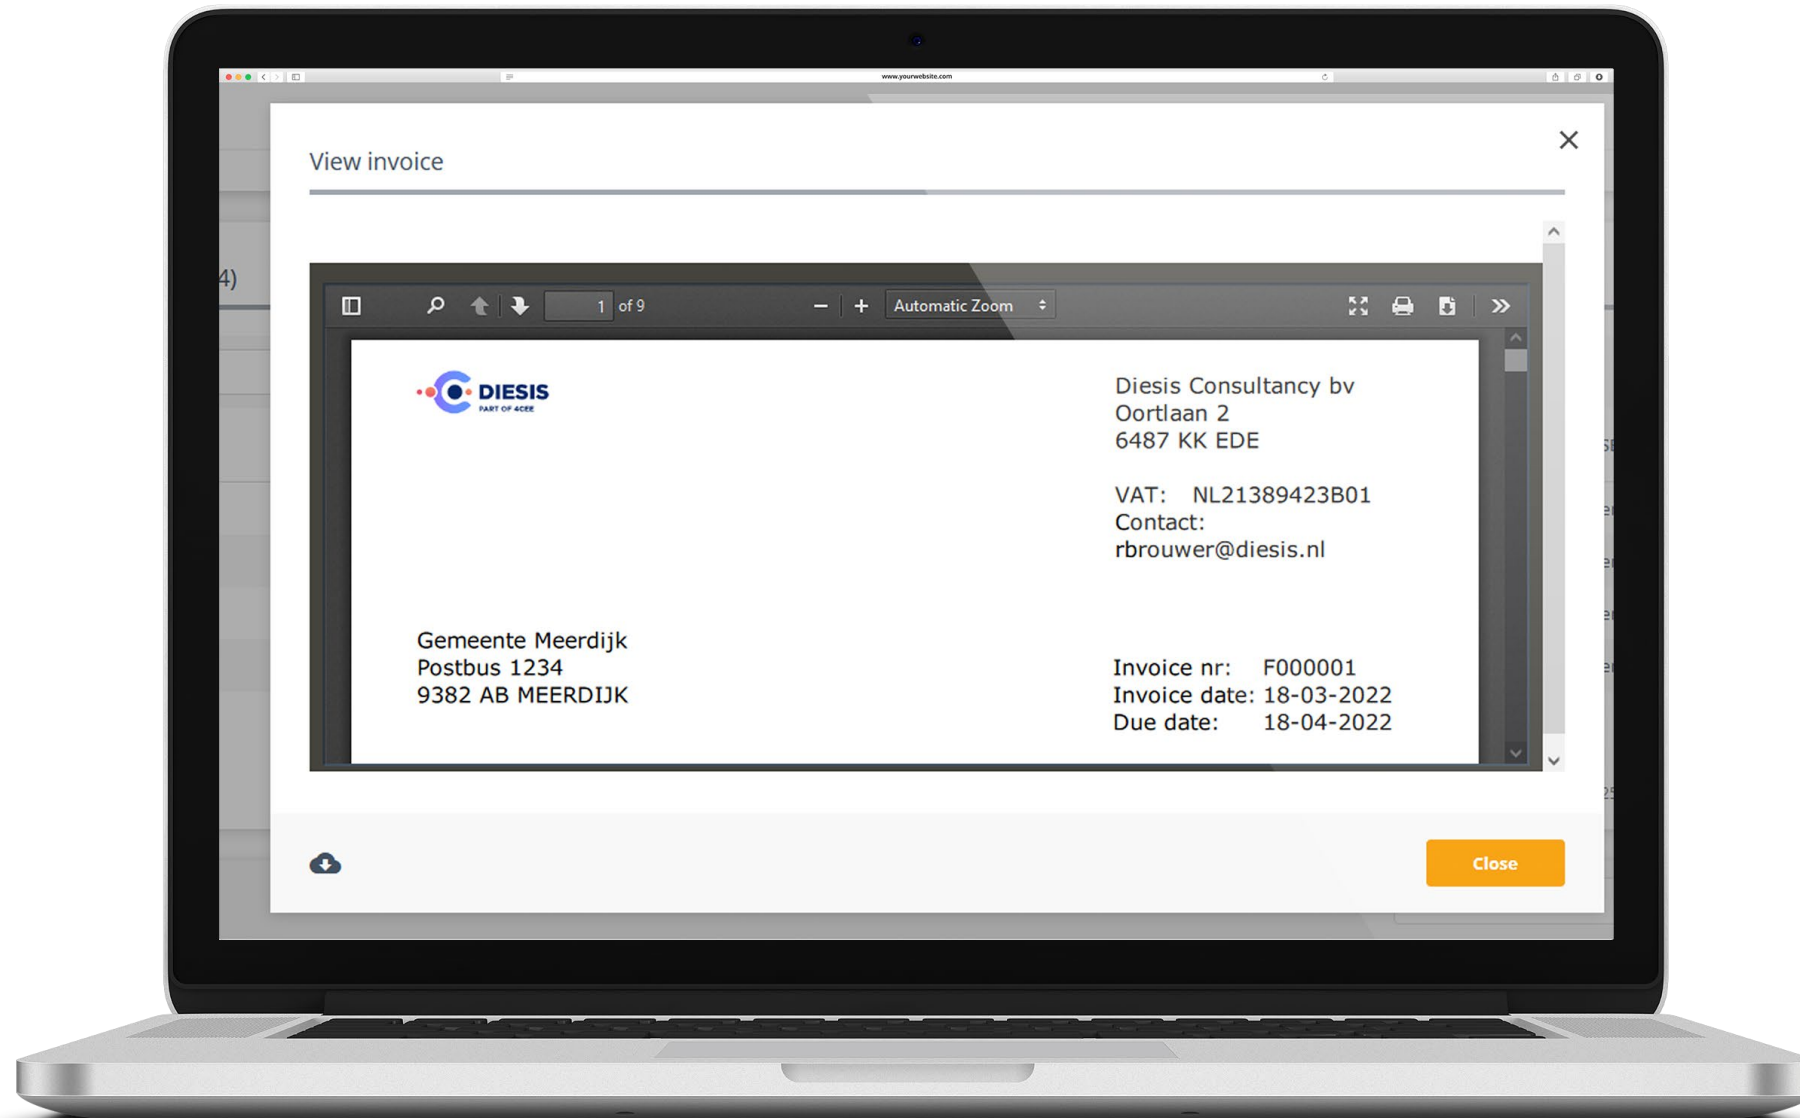 www.yourwebsite.com
View invoice
4)
1 of 9
Automatic Zoom
DIESIS
PART OF 4CEE
Diesis Consultancy bv
Oortlaan 2
6487 KK EDE
VAT: NL21389423B01
Contact:
rbrouwer@diesis.nl
Gemeente Meerdijk
Postbus 1234
9382 AB MEERDIJK
Invoice nr: F000001
Invoice date: 18-03-2022
Due date: 18-04-2022
Close